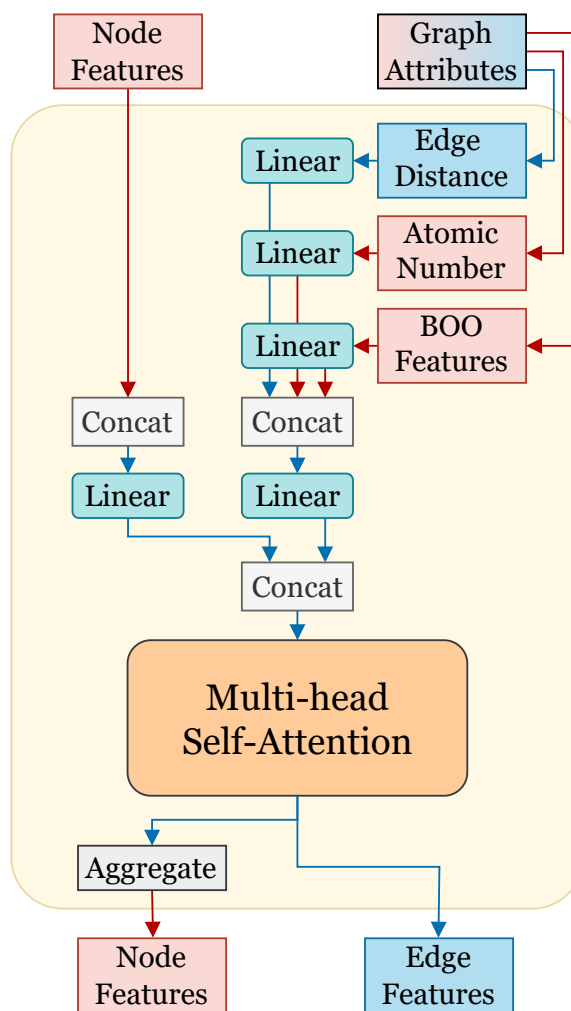 Node
Features
Graph
Attributes
Linear
Edge
Distance
Linear
Atomic
Number
Linear
BOO
Features
Concat
Concat
Linear
Linear
Concat
Multi-head
Self-Attention
Aggregate
Node
Features
Edge
Features